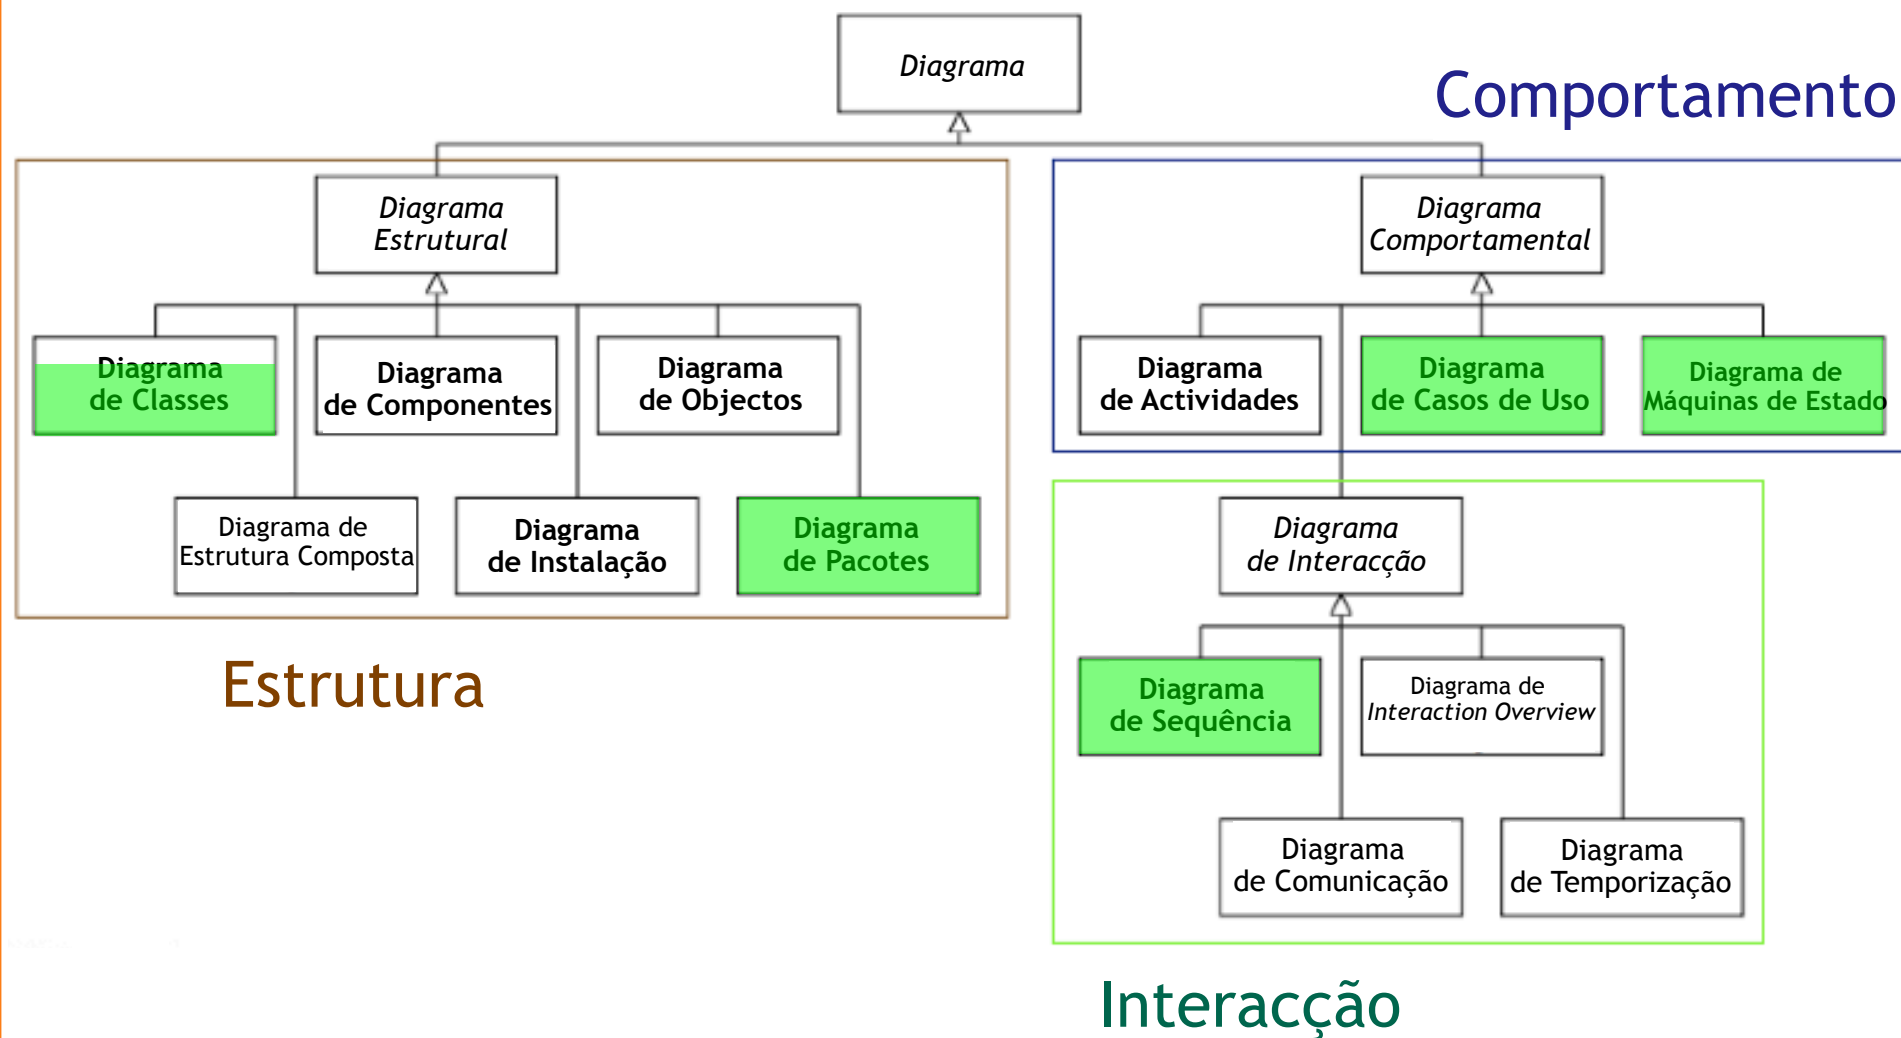 Diagrama
Comportamento
Diagrama
Estrutural
Diagrama
Comportamental
Diagrama
de Classes
Diagrama
de Componentes
Diagrama
de Objectos
Diagrama
de Actividades
Diagrama
de Casos de Uso
Diagrama de
Máquinas de Estado
Diagrama de
Estrutura Composta
Diagrama
de Instalação
Diagrama
de Pacotes
Diagrama
de Interacção
Estrutura
Diagrama
de Sequência
Diagrama de
Interaction Overview
Diagrama
de Comunicação
Diagrama
de Temporização
Interacção